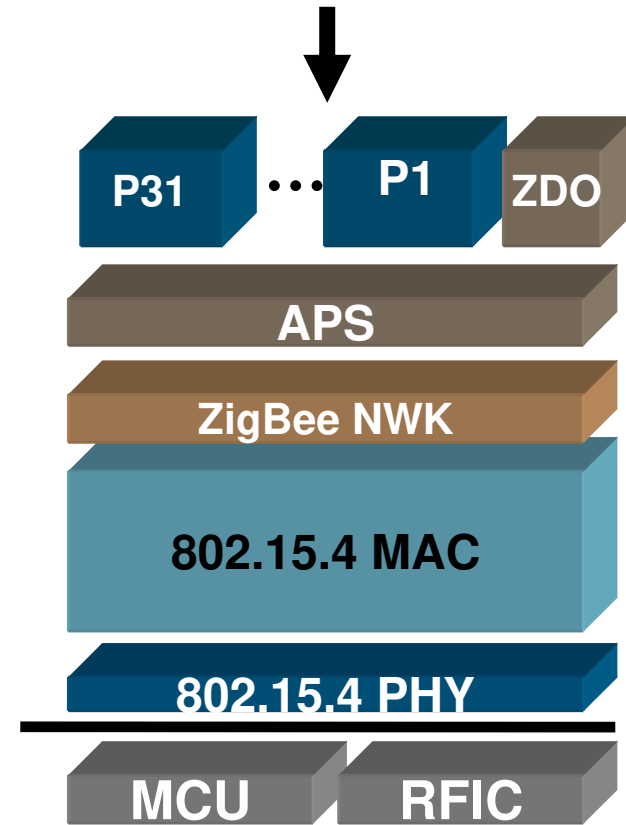 P31 ... P1 ZDO
APS
ZigBee NWK
802.15.4 MAC
802.15.4 PHY
MCU RFIC